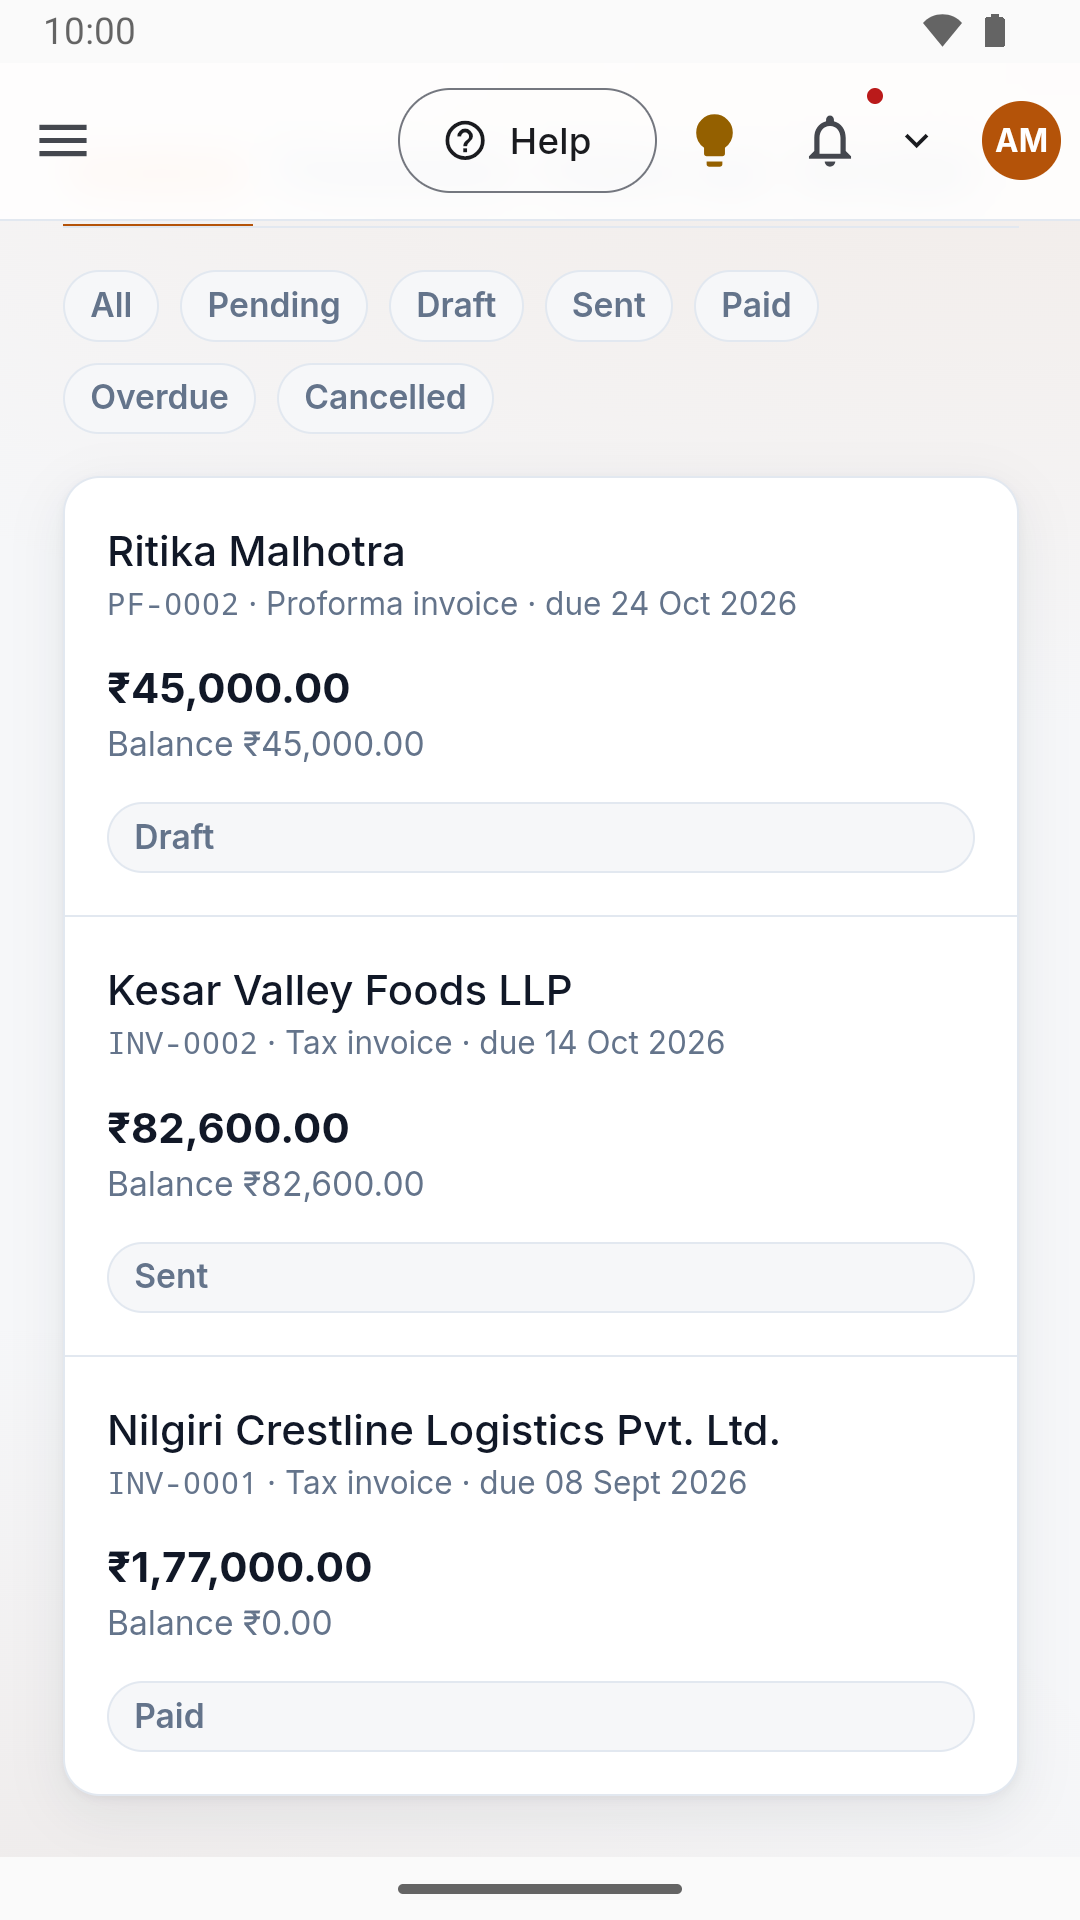 10:00
Help
AM
All
Pending
Draft
Sent
Paid
Overdue
Cancelled
Ritika Malhotra
PF-0002 · Proforma invoice · due 24 Oct 2026
₹45,000.00
Balance ₹45,000.00
Draft
Kesar Valley Foods LLP
INV-0002 · Tax invoice · due 14 Oct 2026
₹82,600.00
Balance ₹82,600.00
Sent
Nilgiri Crestline Logistics Pvt. Ltd.
INV-0001 · Tax invoice · due 08 Sept 2026
₹1,77,000.00
Balance ₹0.00
Paid